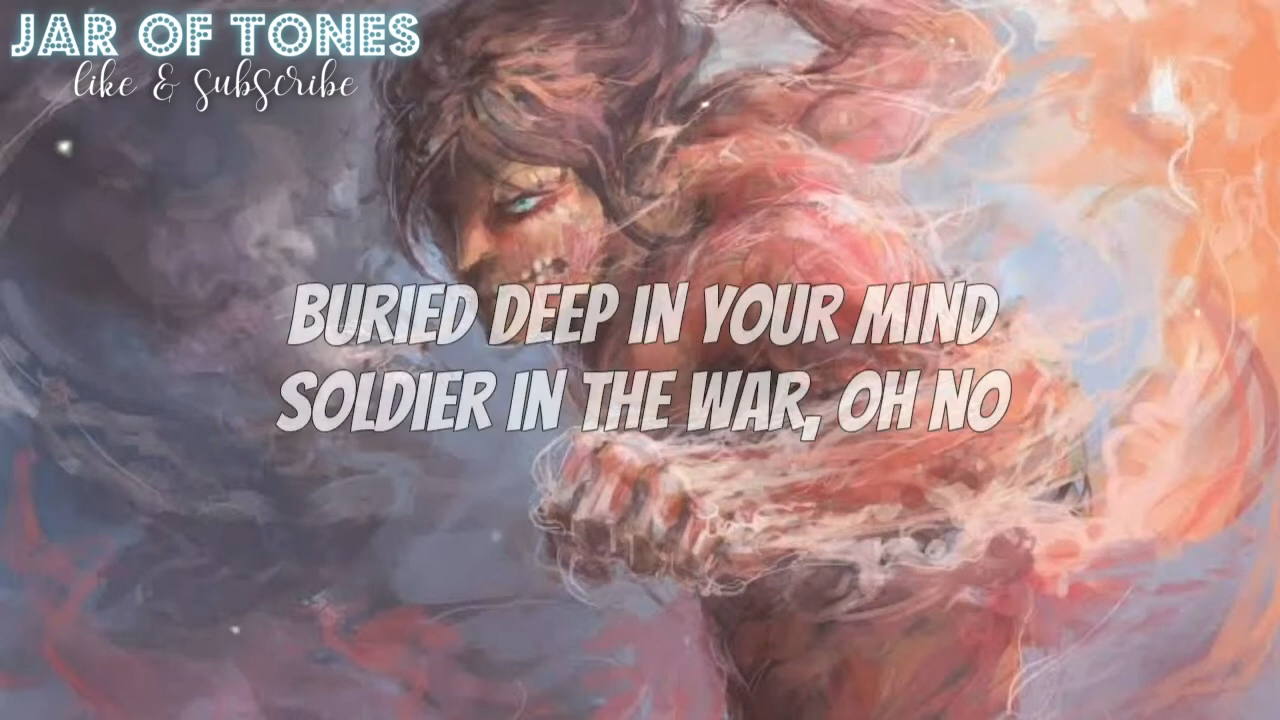 JAR OF TONES
like & subscribe
BURIED DEEP IN YOUR MIND
SOLDIER IN THE WAR, OH NO